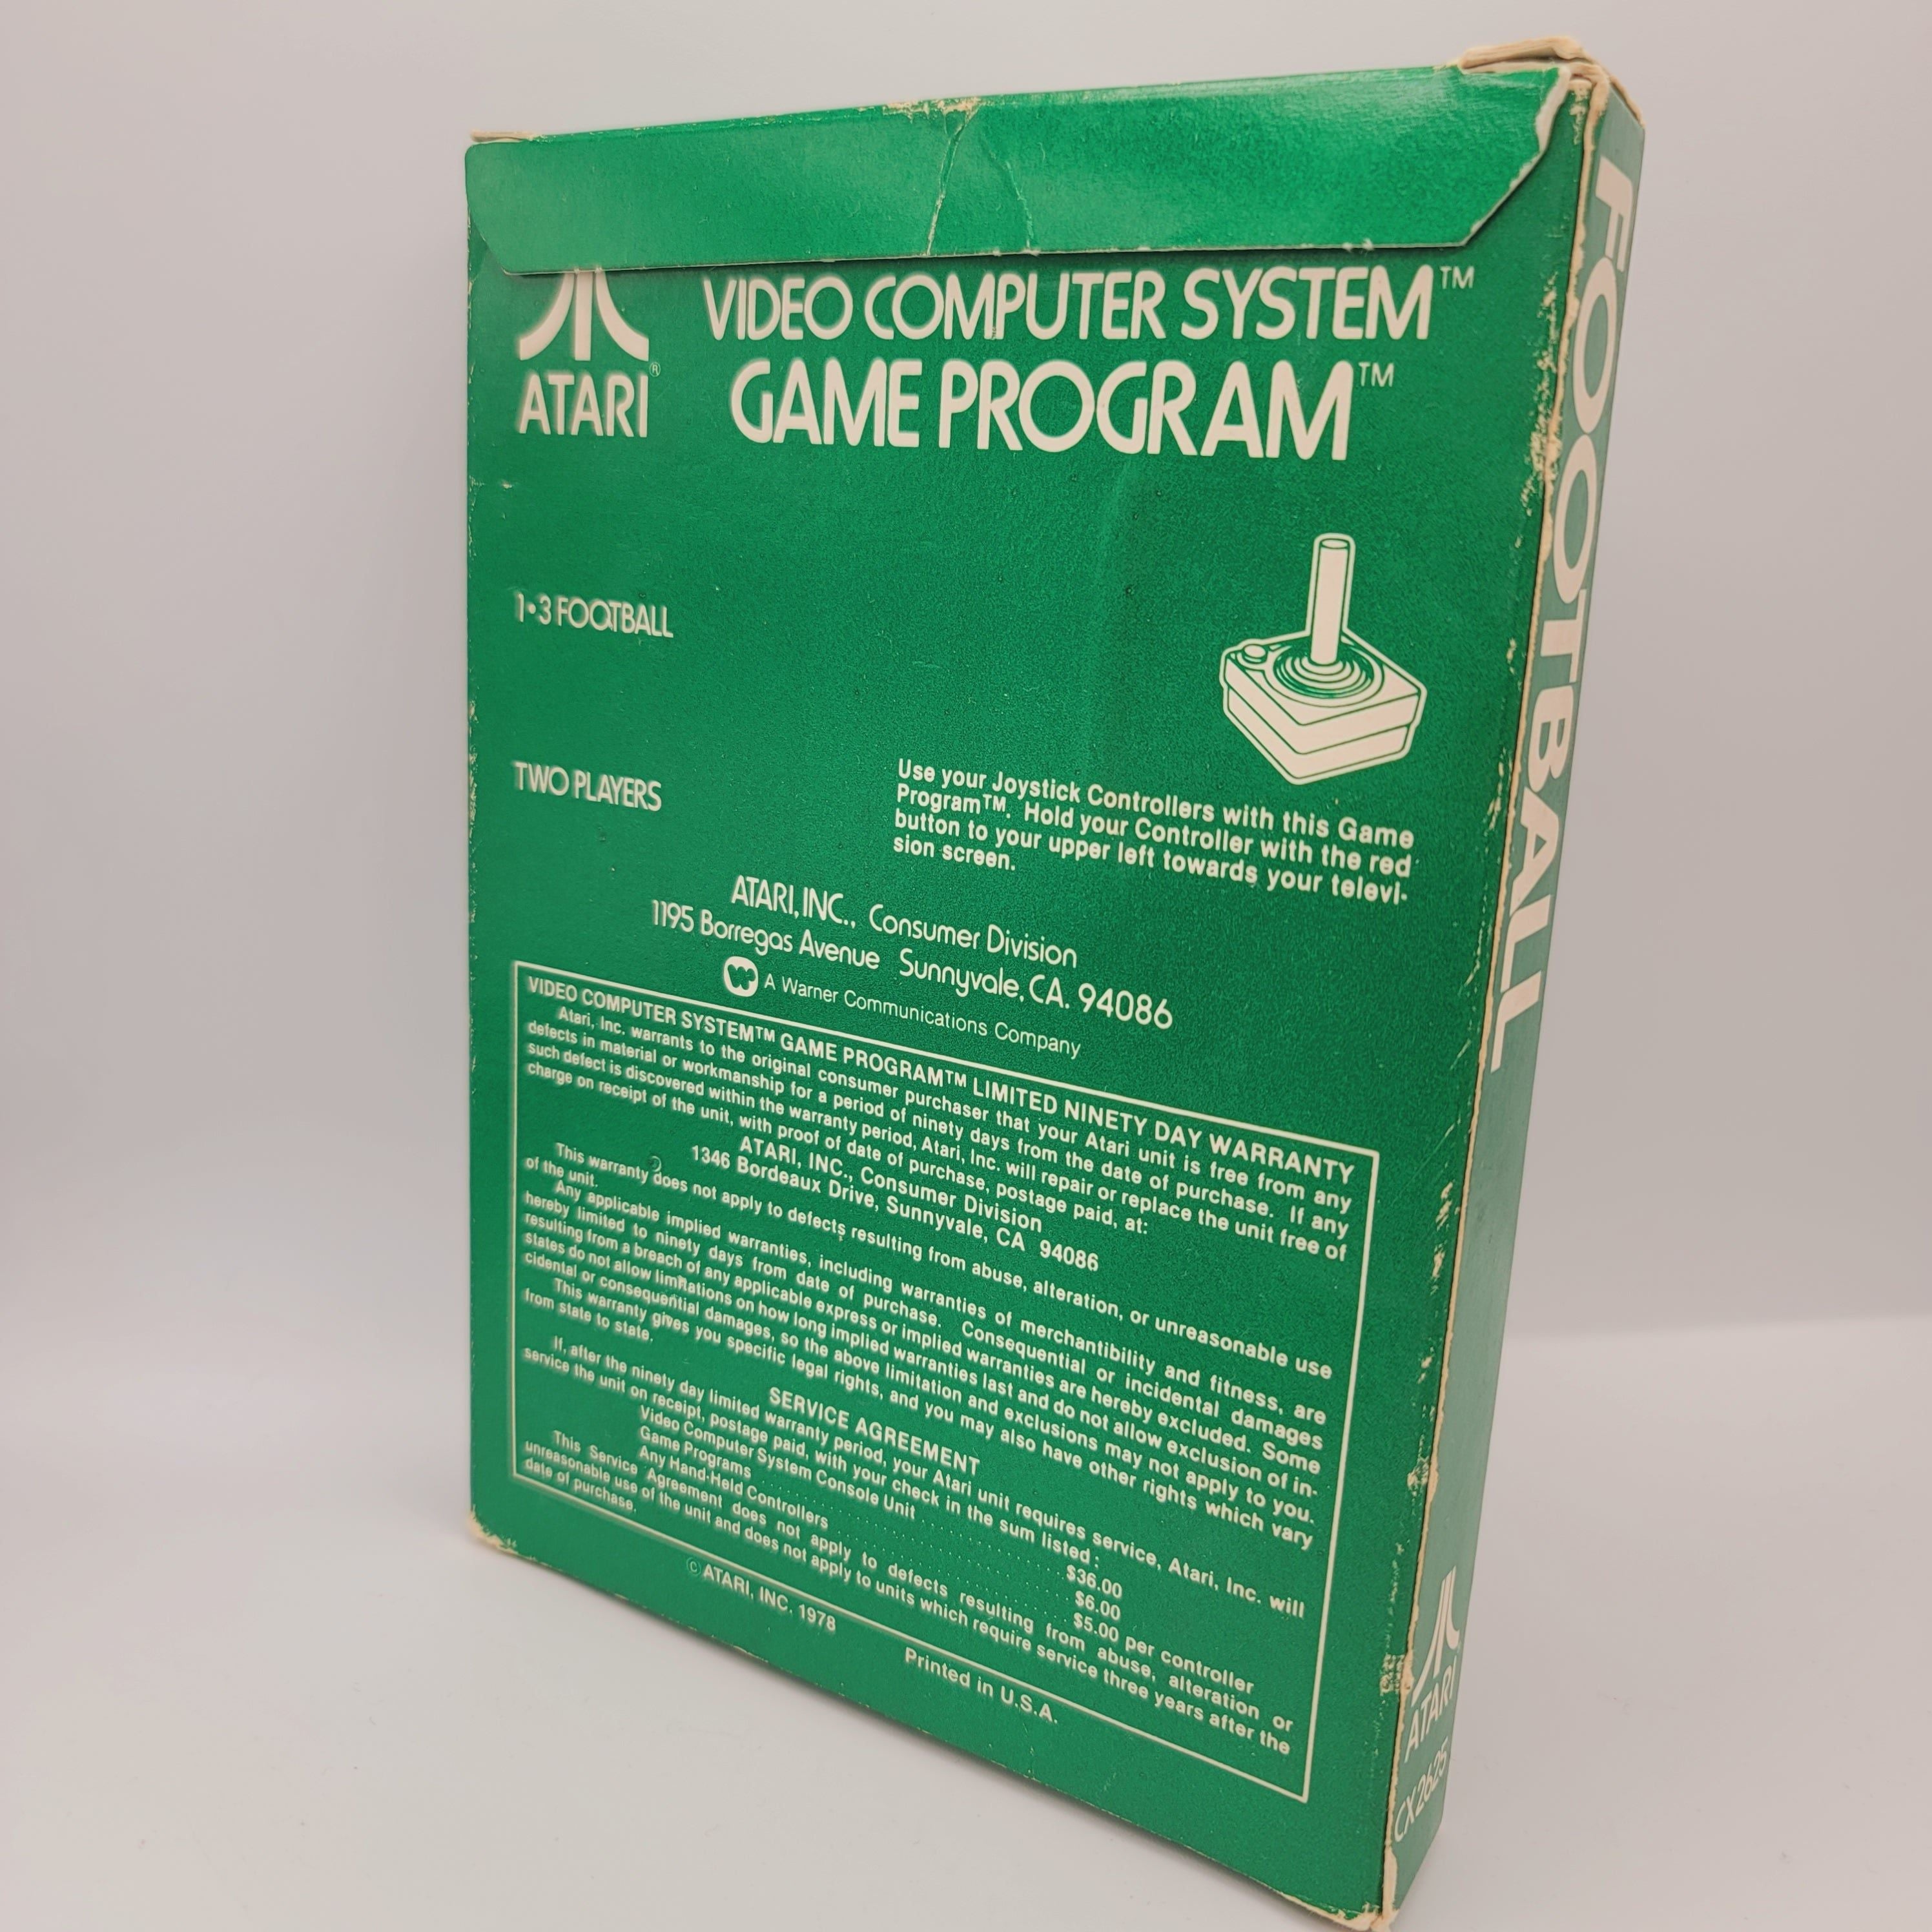 VIDEO COMPUTER SYSTEM™
GAME PROGRAM™
ATARI®
1•3 FOOTBALL
TWO PLAYERS
Use your Joystick Controllers with this Game
Program™. Hold your Controller with the red
button to your upper left towards your televi-
sion screen.
ATARI, INC., Consumer Division
1195 Borregas Avenue Sunnyvale, CA. 94086
A Warner Communications Company
VIDEO COMPUTER SYSTEM™ GAME PROGRAM™ LIMITED NINETY DAY WARRANTY
Atari, Inc. warrants to the original consumer purchaser that your Atari unit is free from any
defects in material or workmanship for a period of ninety days from the date of purchase. If any
such defect is discovered within the warranty period, Atari, Inc. will repair or replace the unit free of
charge on receipt of the unit, with proof of date of purchase, postage paid, at:
ATARI, INC., Consumer Division
1346 Bordeaux Drive, Sunnyvale, CA 94086
This warranty does not apply to defects resulting from abuse, alteration, or unreasonable use
of the unit.
Any applicable implied warranties, including warranties of merchantibility and fitness, are
hereby limited to ninety days from date of purchase. Consequential or incidental damages
resulting from a breach of any applicable express or implied warranties are hereby excluded. Some
states do not allow limitations on how long implied warranties last and do not allow exclusion of in-
cidental or consequential damages, so the above limitation and exclusions may not apply to you.
This warranty gives you specific legal rights, and you may also have other rights which vary
from state to state.
SERVICE AGREEMENT
If, after the ninety day limited warranty period, your Atari unit requires service, Atari, Inc. will
service the unit on receipt, postage paid, with your check in the sum listed:
Video Computer System Console Unit . . . . . . . . . . $36.00
Game Programs . . . . . . . . . . $6.00
Any Hand-Held Controllers . . . . . . . . . . $5.00 per controller
This Service Agreement does not apply to defects resulting from abuse, alteration or
unreasonable use of the unit and does not apply to units which require service three years after the
date of purchase.
© ATARI, INC. 1978
Printed in U.S.A.
FOOTBALL
ATARI
CX2625